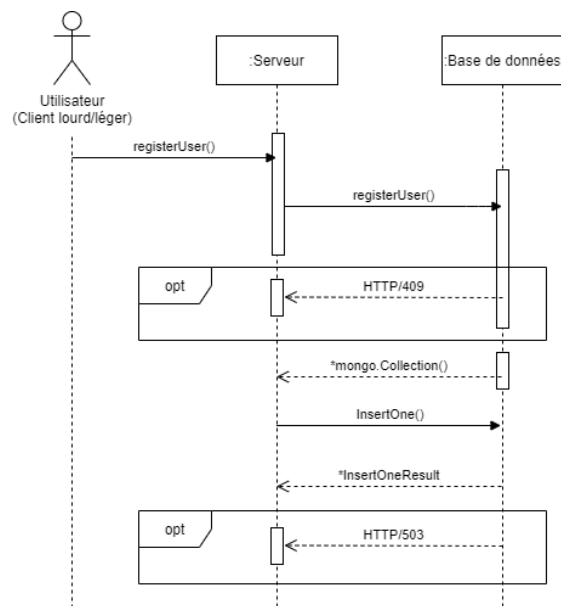 :Serveur
:Base de données
Utilisateur
(Client lourd/léger)
registerUser()
registerUser()
opt
HTTP/409
*mongo.Collection()
InsertOne()
*InsertOneResult
opt
HTTP/503